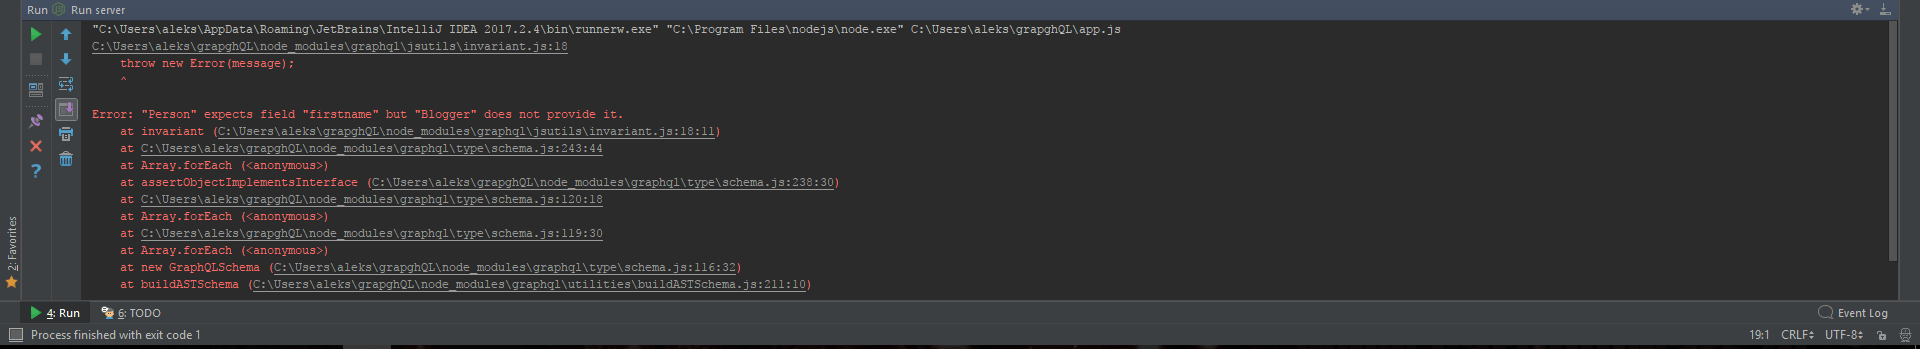 Run Run server
"C:\Users\aleks\AppData\Roaming\JetBrains\IntelliJ IDEA 2017.2.4\bin\runnerw.exe" "C:\Program Files\nodejs\node.exe" C:\Users\aleks\grapghQL\app.js
C:\Users\aleks\grapghQL\node_modules\graphql\jsutils\invariant.js:18
throw new Error(message);
^
Error: "Person" expects field "firstname" but "Blogger" does not provide it.
at invariant (C:\Users\aleks\grapghQL\node_modules\graphql\jsutils\invariant.js:18:11)
at C:\Users\aleks\grapghQL\node_modules\graphql\type\schema.js:243:44
at Array.forEach (<anonymous>)
at assertObjectImplementsInterface (C:\Users\aleks\grapghQL\node_modules\graphql\type\schema.js:238:30)
at C:\Users\aleks\grapghQL\node_modules\graphql\type\schema.js:120:18
at Array.forEach (<anonymous>)
at C:\Users\aleks\grapghQL\node_modules\graphql\type\schema.js:119:30
at Array.forEach (<anonymous>)
at new GraphQLSchema (C:\Users\aleks\grapghQL\node_modules\graphql\type\schema.js:116:32)
at buildASTSchema (C:\Users\aleks\grapghQL\node_modules\graphql\utilities\buildASTSchema.js:211:10)
2: Favorites
4: Run 6: TODO Event Log
Process finished with exit code 1 19:1 CRLF UTF-8